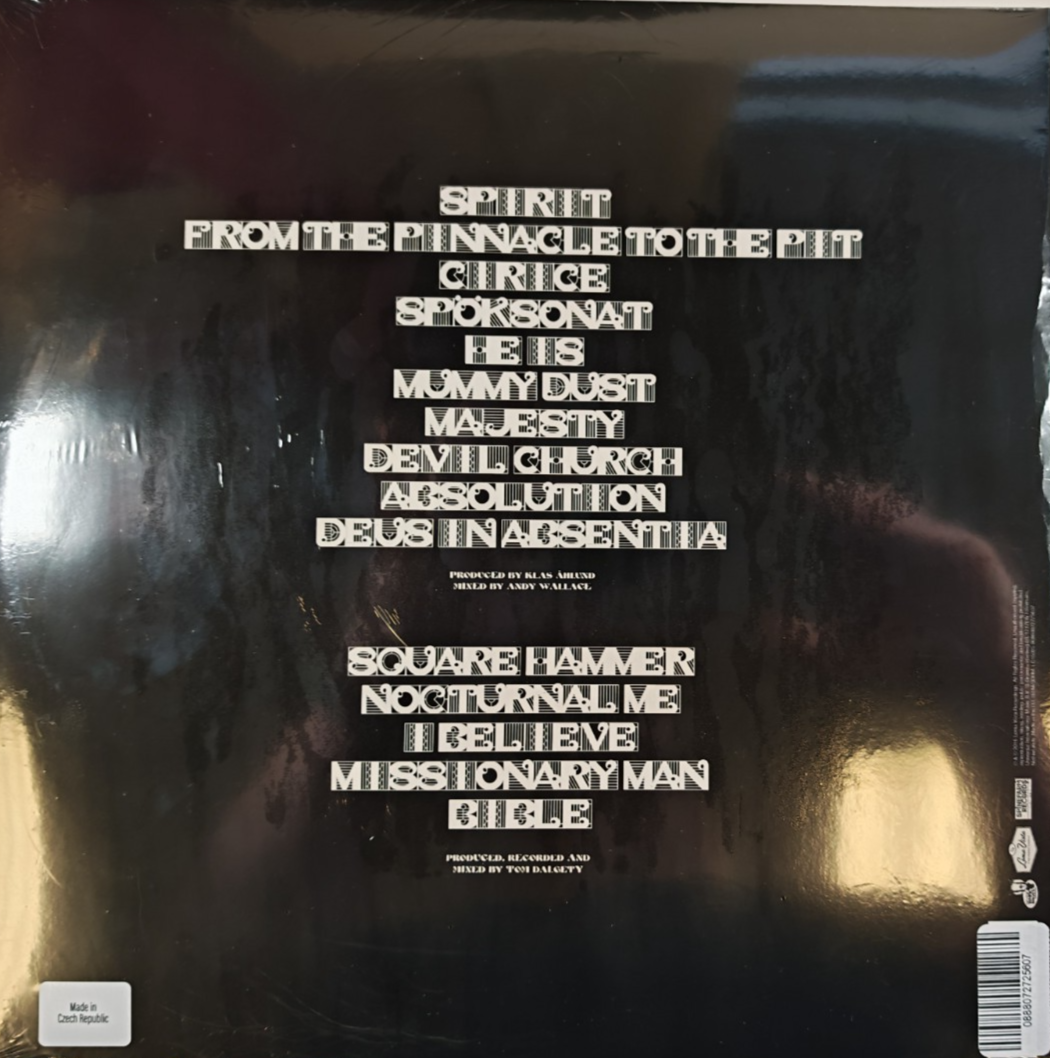 SPIRIT
FROM THE PINNACLE TO THE PIT
CIRICE
SPÖKSONAT
HE IS
MUMMY DUST
MAJESTY
DEVIL CHURCH
ABSOLUTION
DEUS IN ABSENTIA
PRODUCED BY KLAS ÅHLUND
MIXED BY ANDY WALLACE
SQUARE HAMMER
NOCTURNAL ME
I BELIEVE
MISSIONARY MAN
BIBLE
PRODUCED, RECORDED AND
MIXED BY TOM DALGETY
Made in
Czech Republic
0888072725607